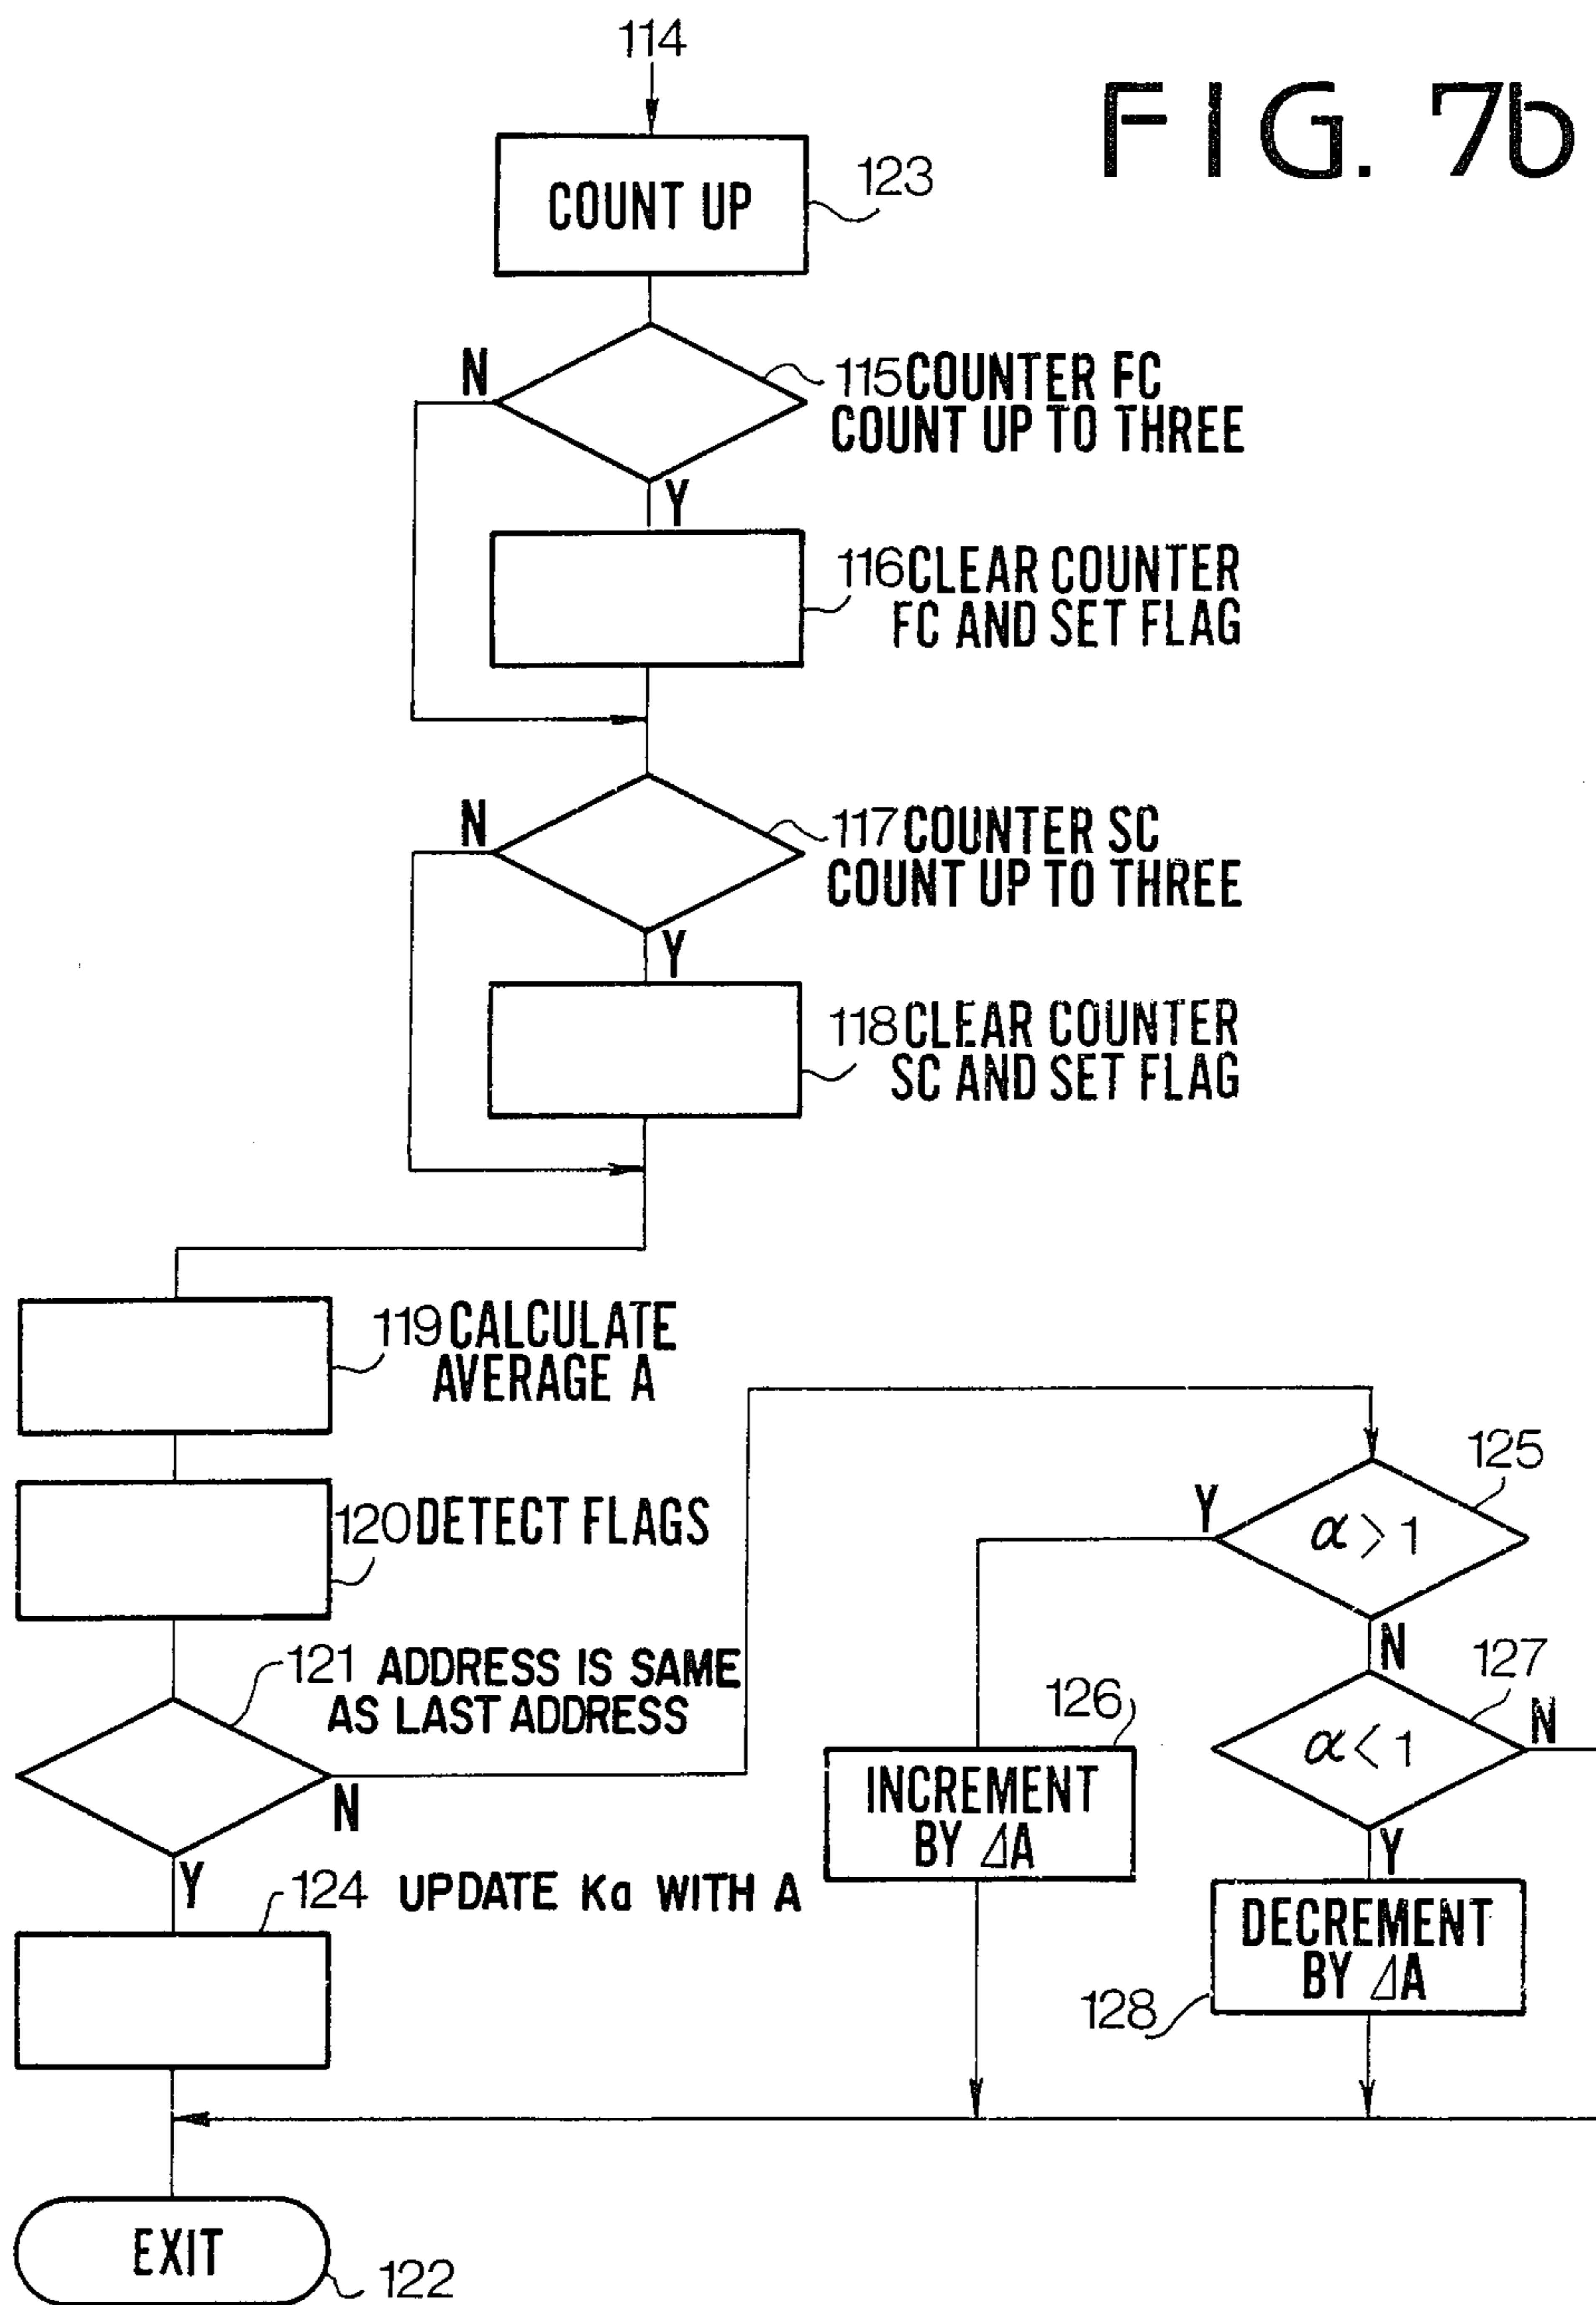 FIG. 7b
114
COUNT UP
123
N
115 COUNTER FC
COUNT UP TO THREE
Y
116 CLEAR COUNTER
FC AND SET FLAG
N
117 COUNTER SC
COUNT UP TO THREE
Y
118 CLEAR COUNTER
SC AND SET FLAG
119 CALCULATE
AVERAGE A
120 DETECT FLAGS
121 ADDRESS IS SAME
AS LAST ADDRESS
N
Y
124 UPDATE Ka WITH A
125
Y
α > 1
N
127
126
α < 1
N
INCREMENT
BY ΔA
Y
DECREMENT
BY ΔA
128
EXIT
122